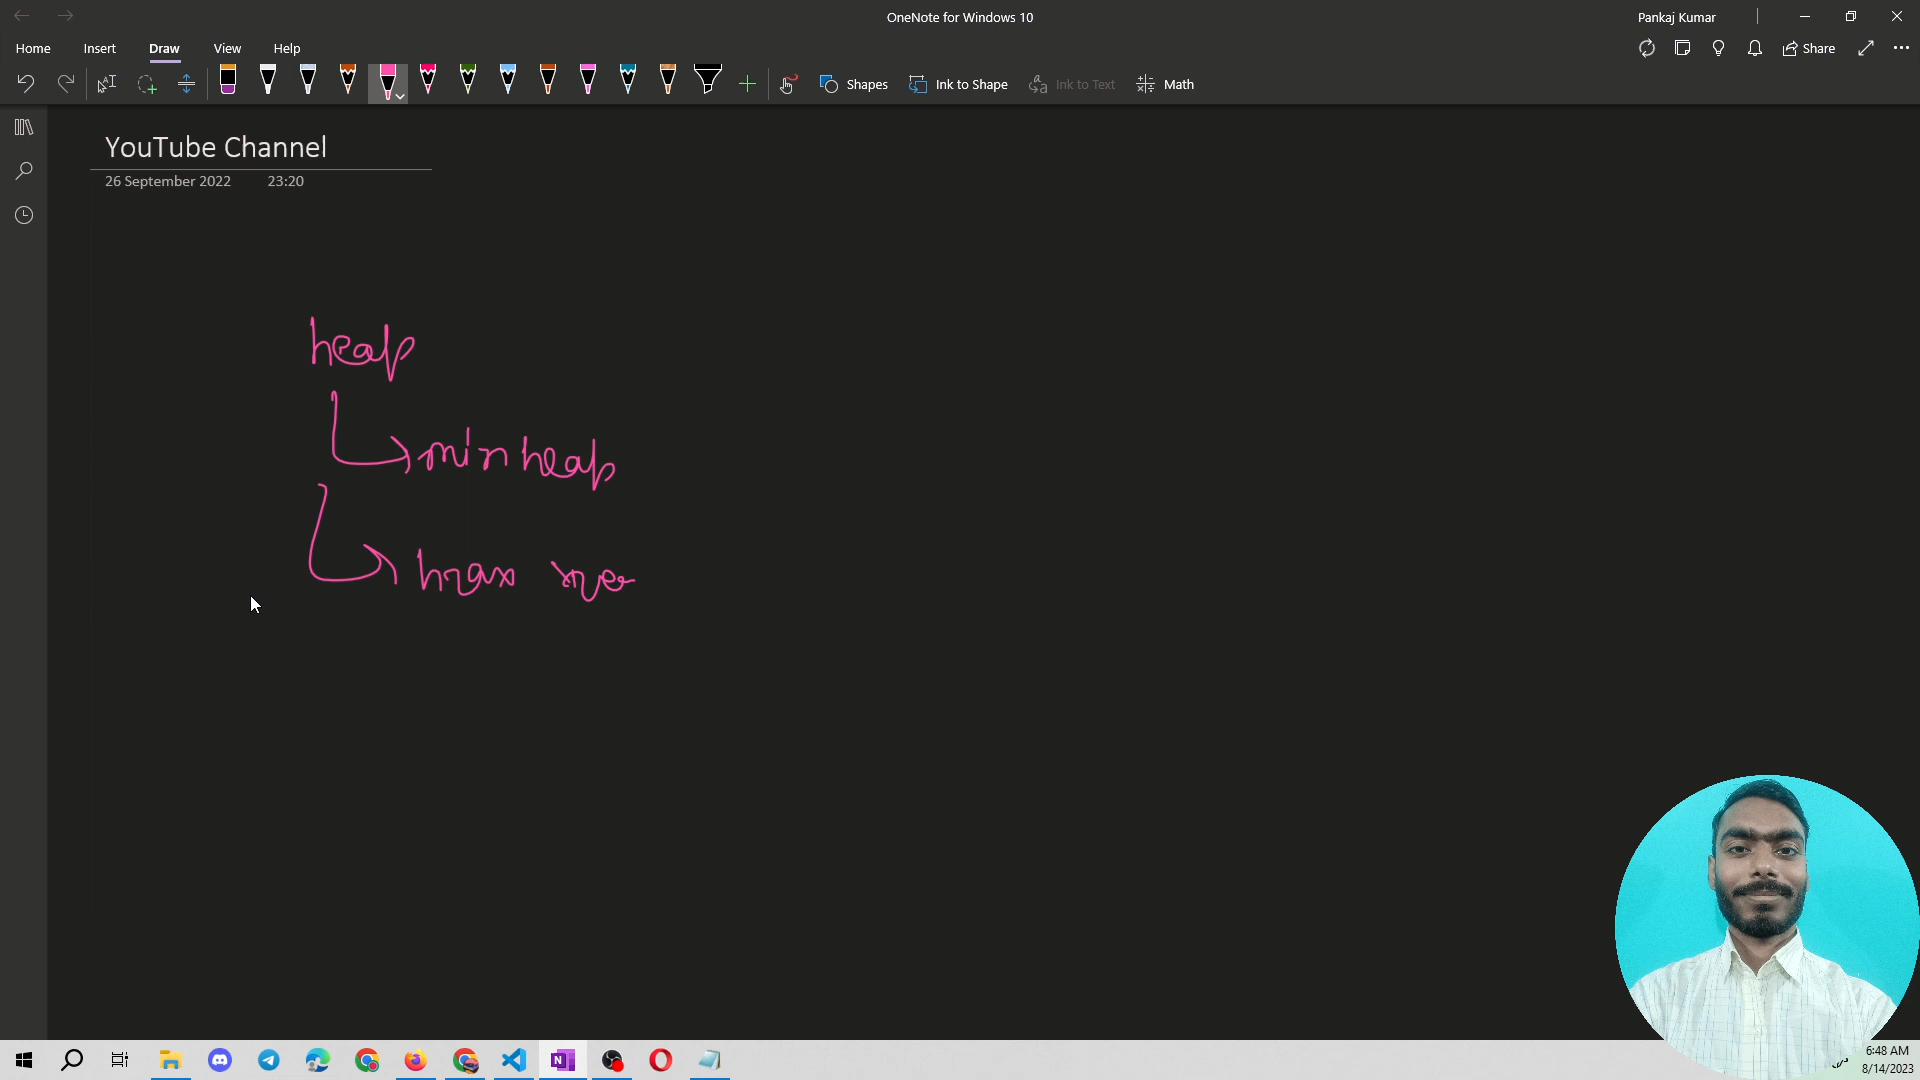 OneNote for Windows 10
Pankaj Kumar
Home Insert Draw View Help
Share
Shapes Ink to Shape Ink to Text Math
YouTube Channel
26 September 2022 23:20
heap
min heap
max
6:48 AM
8/14/2023